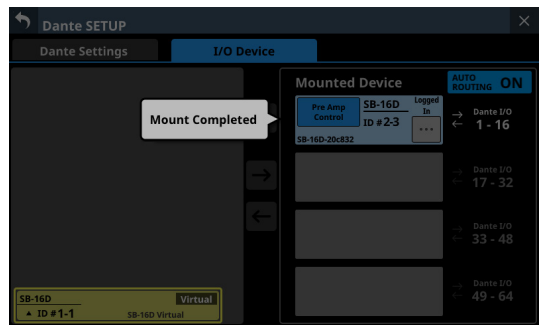 Dante SETUP
Dante Settings
I/O Device
Mounted Device
AUTO
ROUTING ON
Mount Completed
Pre Amp
Control
SB-16D
ID # 2-3
Logged
In
...
SB-16D-20c832
Dante I/O
1 - 16
Dante I/O
17 - 32
Dante I/O
33 - 48
Dante I/O
49 - 64
SB-16D
Virtual
▲ ID # 1-1
SB-16D Virtual